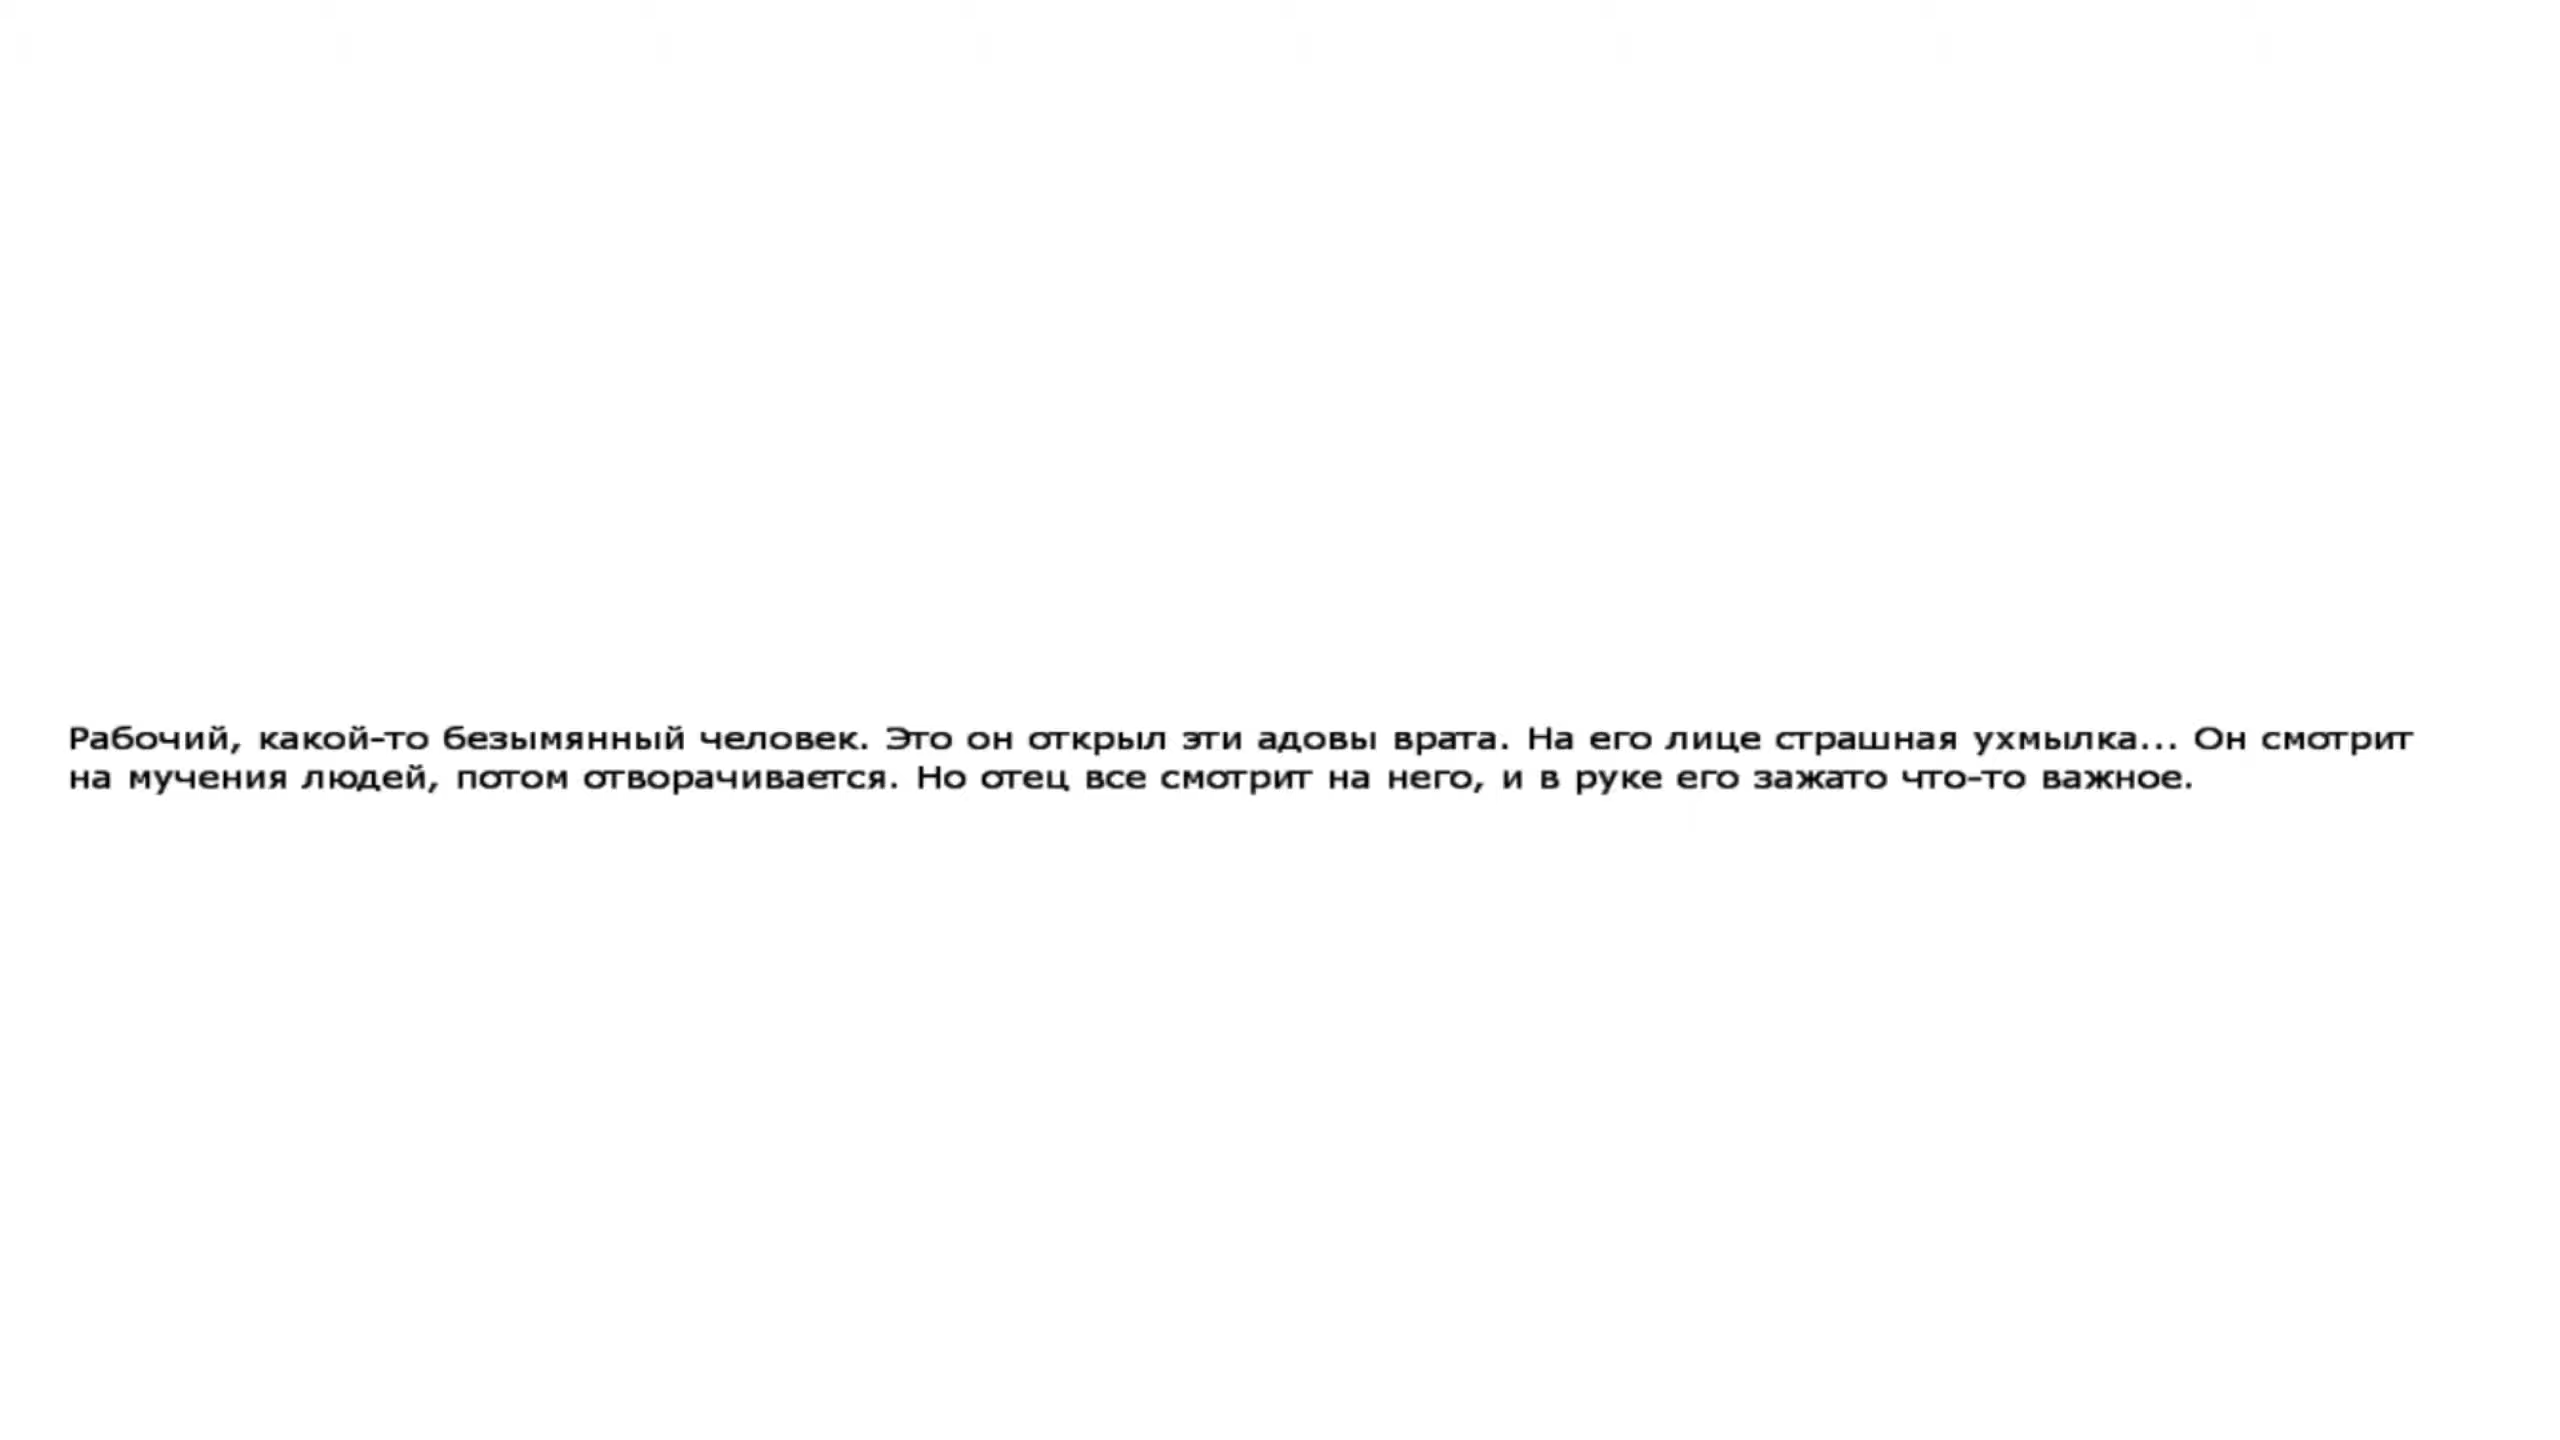 Рабочий, какой-то безымянный человек. Это он открыл эти адовы врата. На его лице страшная ухмылка... Он смотрит
на мучения людей, потом отворачивается. Но отец все смотрит на него, и в руке его зажато что-то важное.